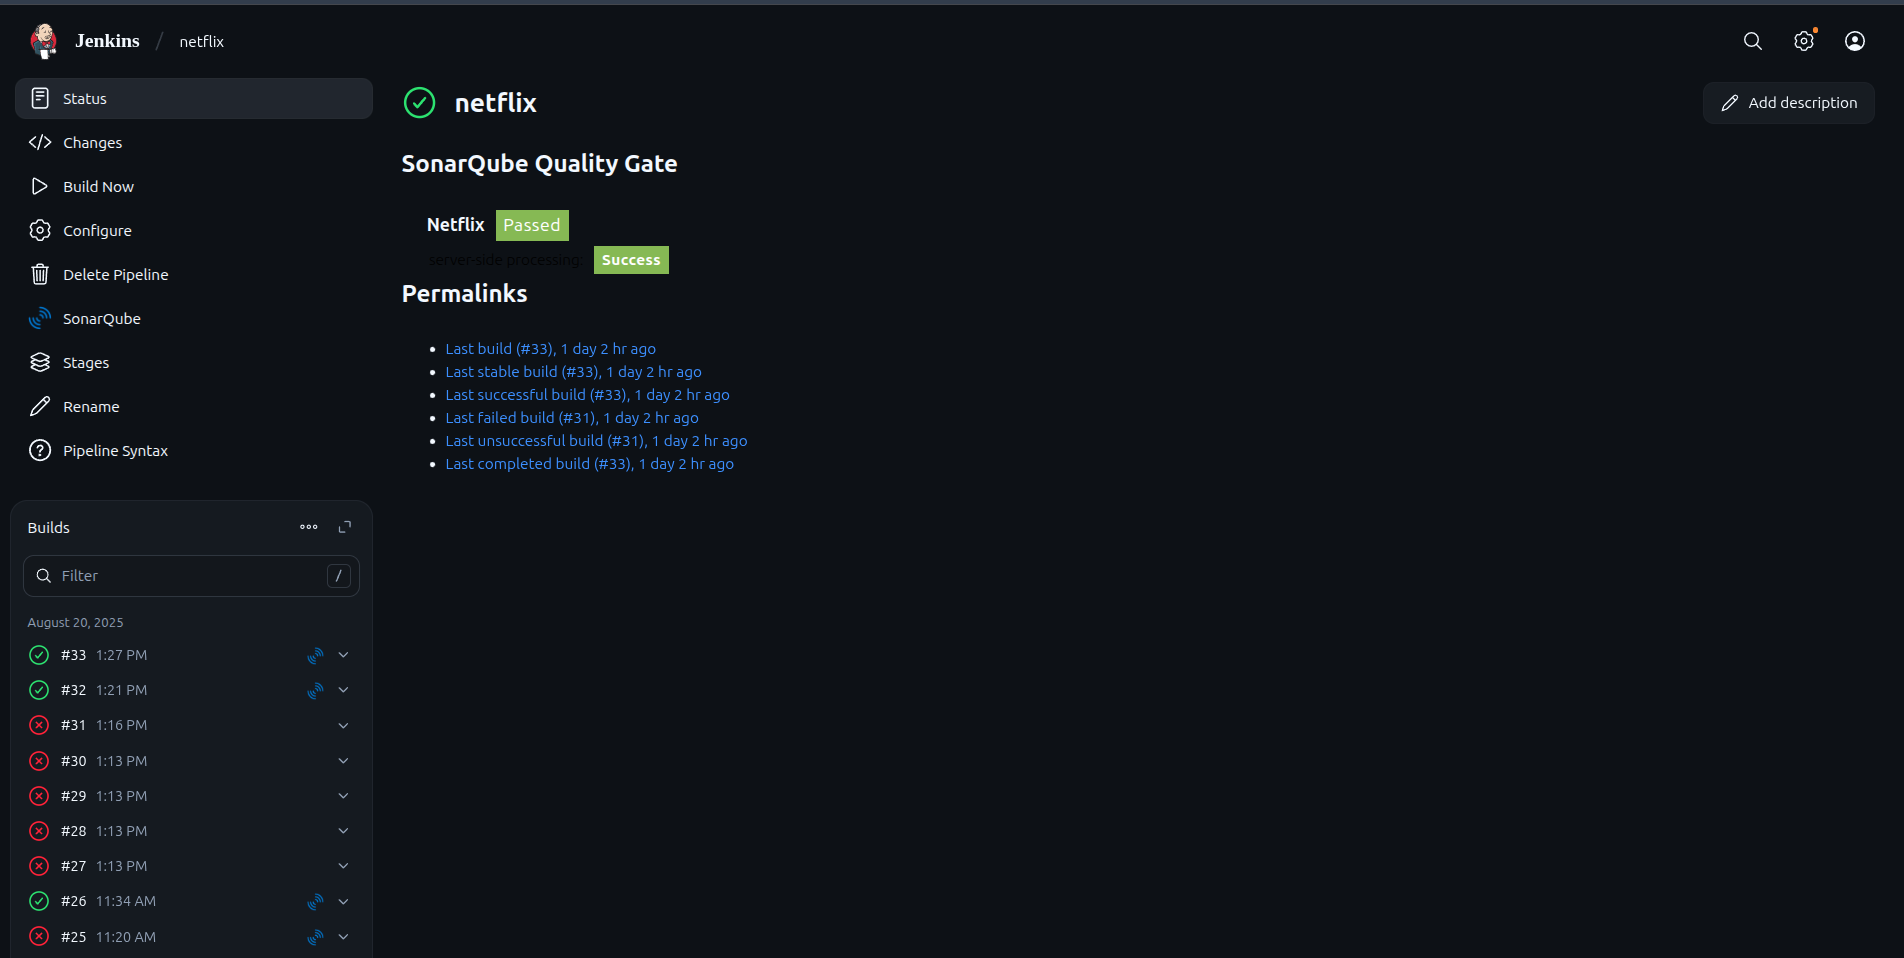 Jenkins / netflix
Status
Changes
Build Now
Configure
Delete Pipeline
SonarQube
Stages
Rename
Pipeline Syntax
Builds
Filter /
August 20, 2025
#33 1:27 PM
#32 1:21 PM
#31 1:16 PM
#30 1:13 PM
#29 1:13 PM
#28 1:13 PM
#27 1:13 PM
#26 11:34 AM
#25 11:20 AM
netflix
Add description
SonarQube Quality Gate
Netflix Passed
server-side processing: Success
Permalinks
Last build (#33), 1 day 2 hr ago
Last stable build (#33), 1 day 2 hr ago
Last successful build (#33), 1 day 2 hr ago
Last failed build (#31), 1 day 2 hr ago
Last unsuccessful build (#31), 1 day 2 hr ago
Last completed build (#33), 1 day 2 hr ago